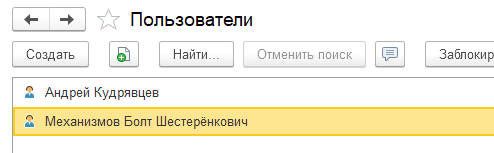 Пользователи
Создать Найти... Отменить поиск Заблокир
Андрей Кудрявцев
Механизмов Болт Шестерёнкович